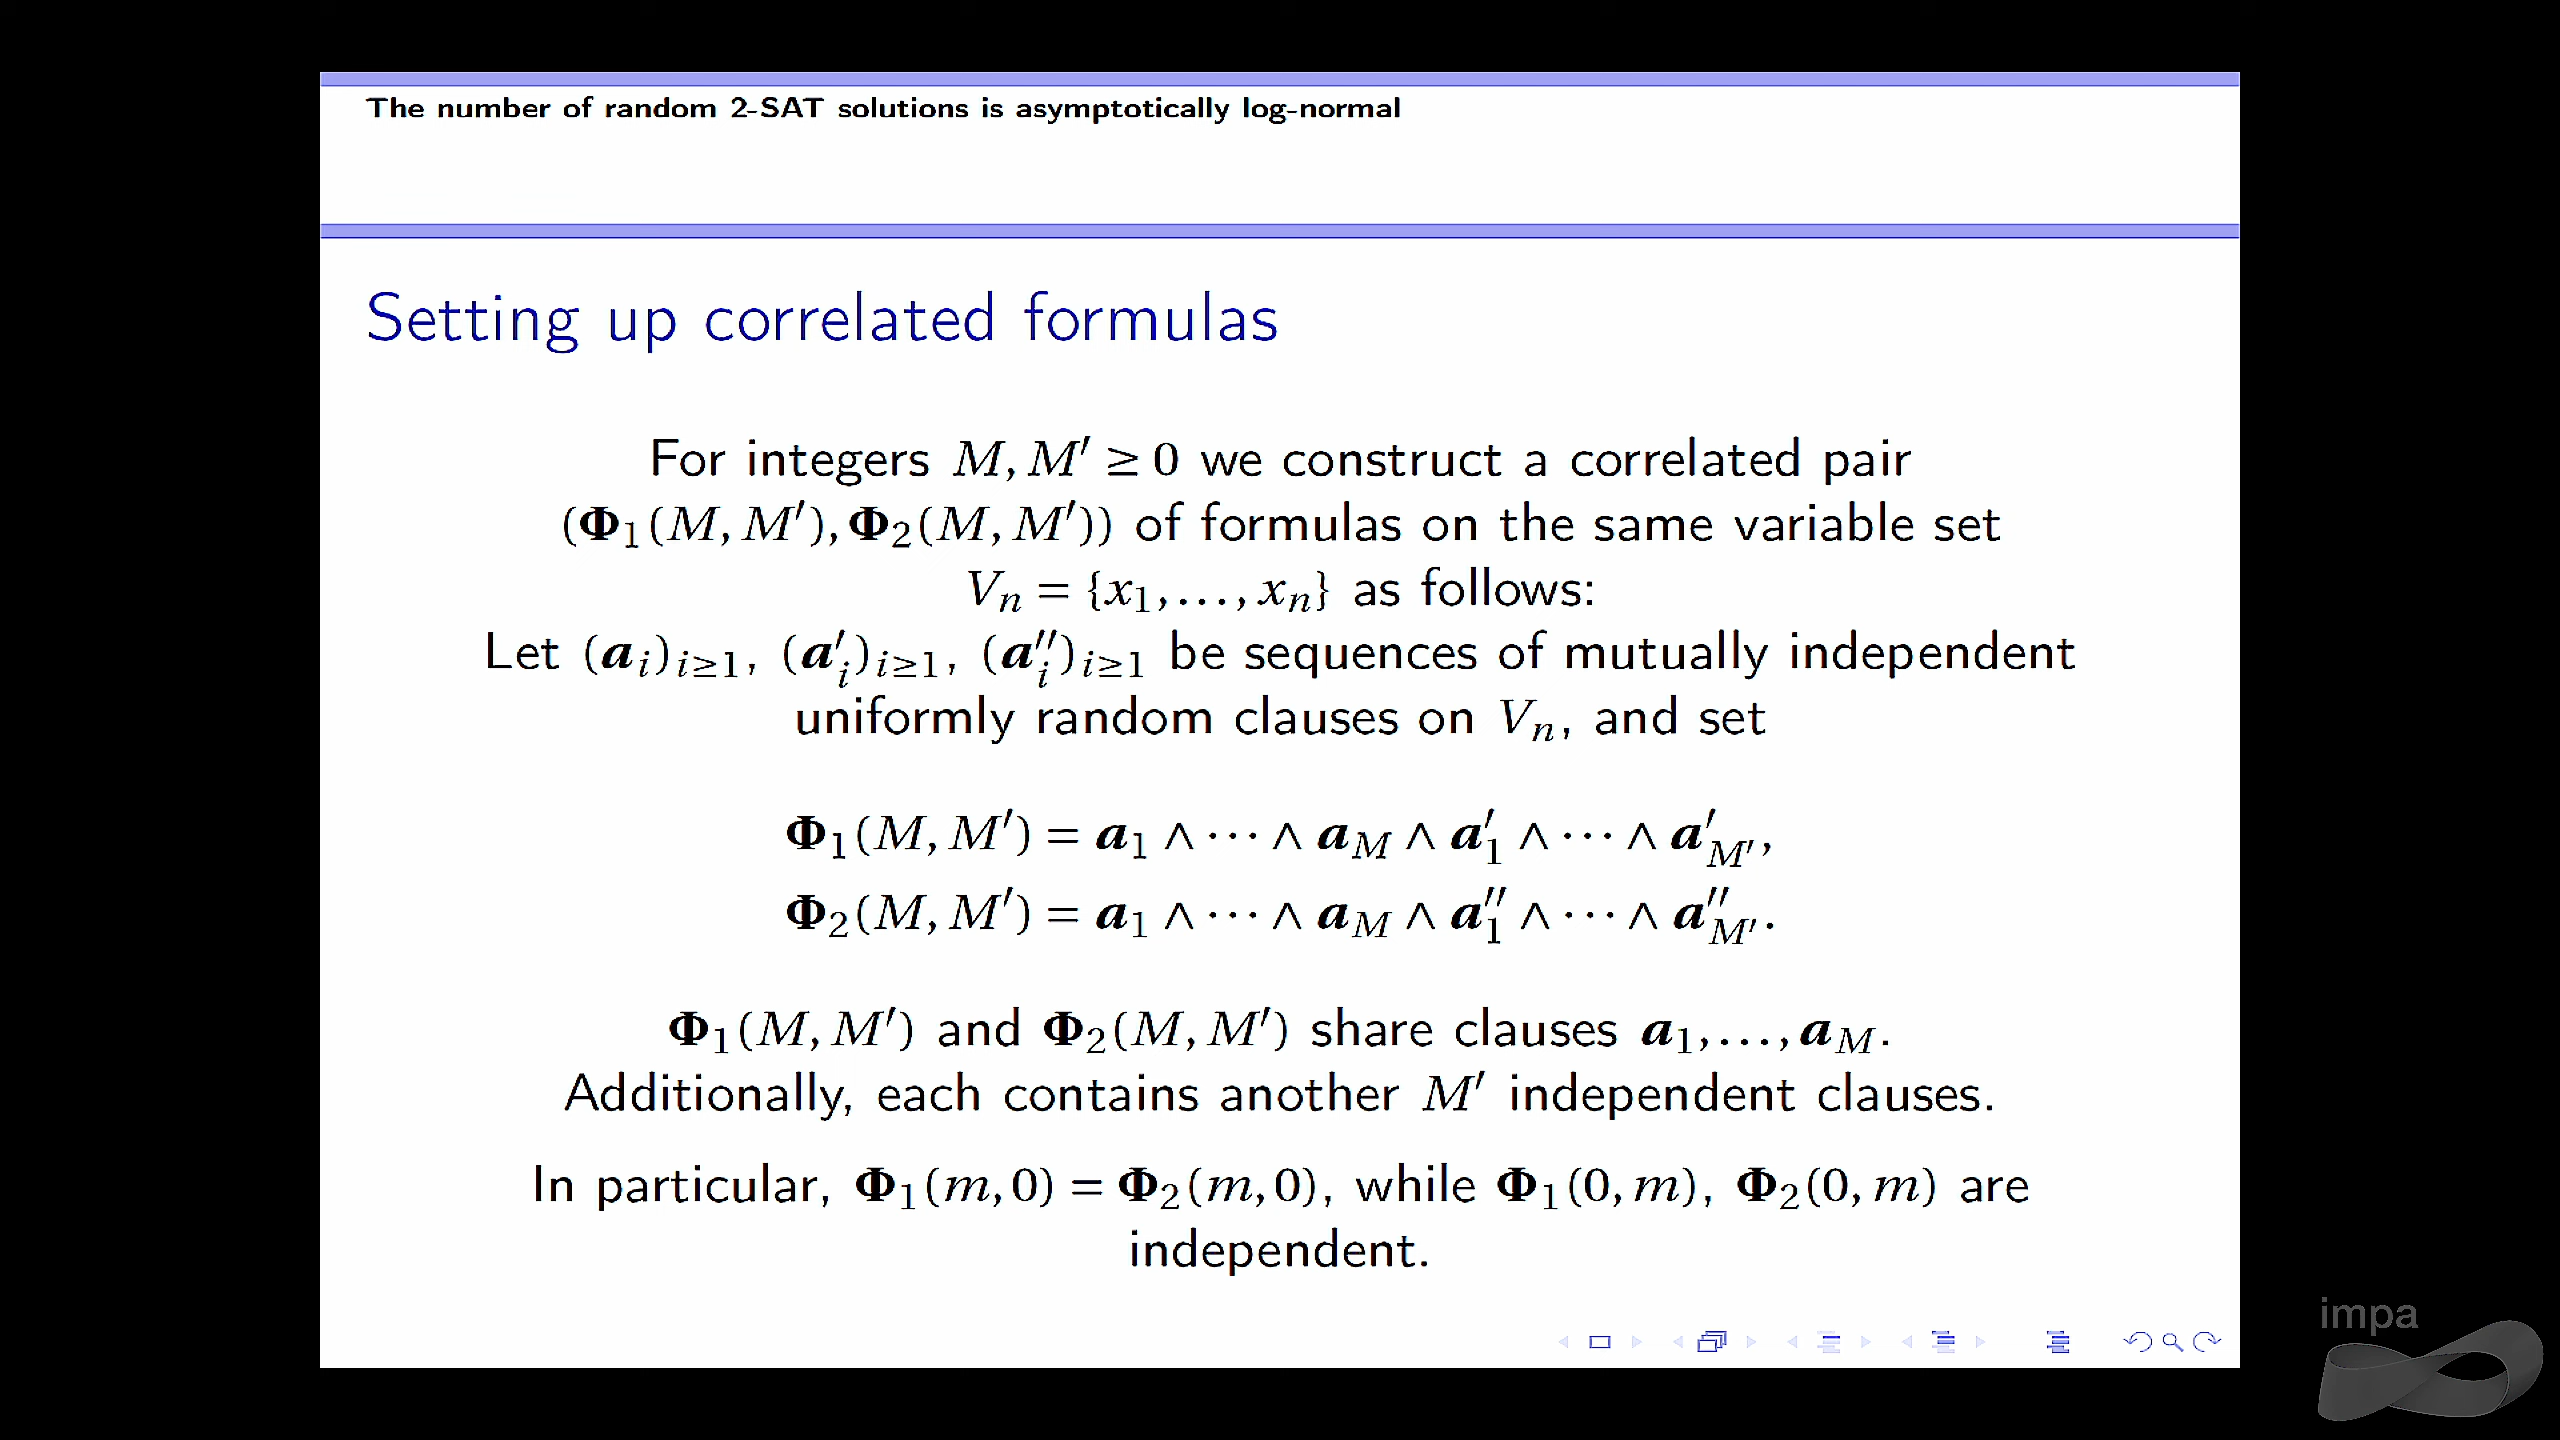 The number of random 2-SAT solutions is asymptotically log-normal
Setting up correlated formulas
For integers M, M′ ≥ 0 we construct a correlated pair
(Φ₁(M, M′), Φ₂(M, M′)) of formulas on the same variable set
Vₙ = {x₁, …, xₙ} as follows:
Let (aᵢ)ᵢ≥₁, (a′ᵢ)ᵢ≥₁, (a″ᵢ)ᵢ≥₁ be sequences of mutually independent
uniformly random clauses on Vₙ, and set
Φ₁(M, M′) = a₁ ∧ ⋯ ∧ a_M ∧ a′₁ ∧ ⋯ ∧ a′_M′,
Φ₂(M, M′) = a₁ ∧ ⋯ ∧ a_M ∧ a″₁ ∧ ⋯ ∧ a″_M′.
Φ₁(M, M′) and Φ₂(M, M′) share clauses a₁, …, a_M.
Additionally, each contains another M′ independent clauses.
In particular, Φ₁(m, 0) = Φ₂(m, 0), while Φ₁(0, m), Φ₂(0, m) are
independent.
impa